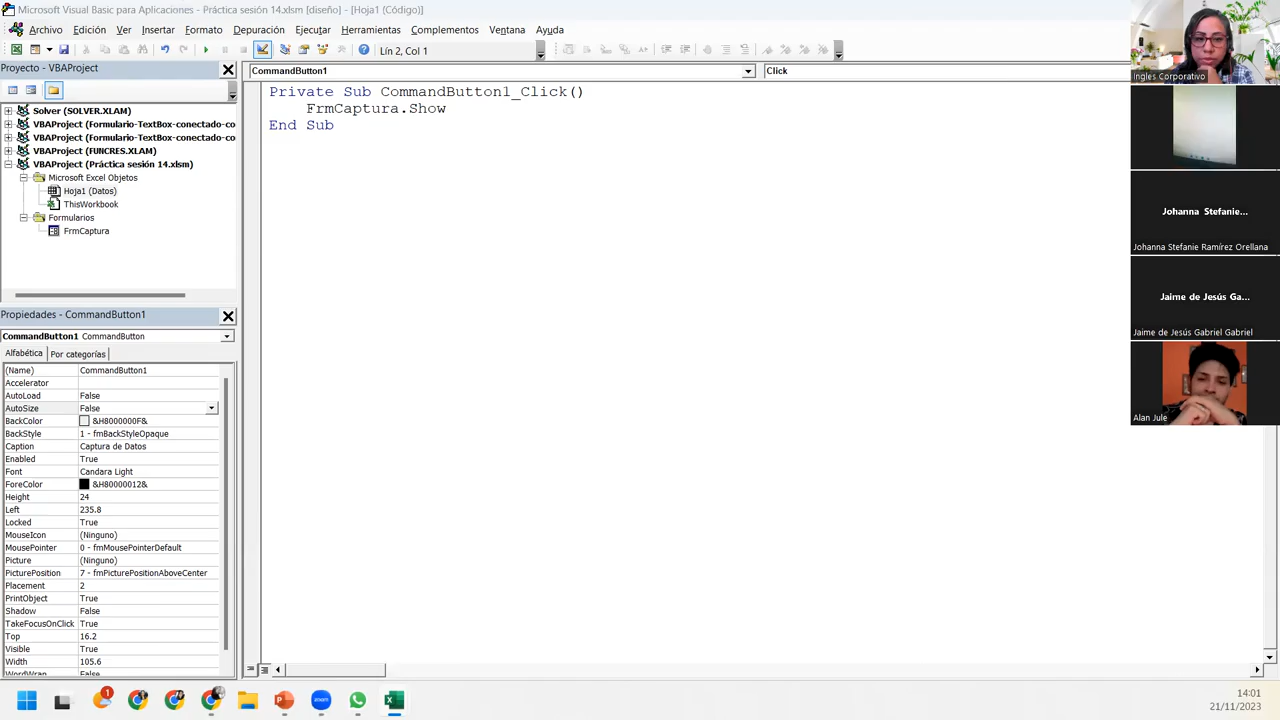 Microsoft Visual Basic para Aplicaciones - Práctica sesión 14.xlsm [diseño] - [Hoja1 (Código)]
Archivo Edición Ver Insertar Formato Depuración Ejecutar Herramientas Complementos Ventana Ayuda
Lín 2, Col 1
Proyecto - VBAProject
Solver (SOLVER.XLAM)
VBAProject (Formulario-TextBox-conectado-co
VBAProject (Formulario-TextBox-conectado-co
VBAProject (FUNCRES.XLAM)
VBAProject (Práctica sesión 14.xlsm)
Microsoft Excel Objetos
Hoja1 (Datos)
ThisWorkbook
Formularios
FrmCaptura
Propiedades - CommandButton1
CommandButton1 CommandButton
Alfabética Por categorías
(Name) CommandButton1
Accelerator
AutoLoad False
AutoSize False
BackColor &H8000000F&
BackStyle 1 - fmBackStyleOpaque
Caption Captura de Datos
Enabled True
Font Candara Light
ForeColor &H80000012&
Height 24
Left 235.8
Locked True
MouseIcon (Ninguno)
MousePointer 0 - fmMousePointerDefault
Picture (Ninguno)
PicturePosition 7 - fmPicturePositionAboveCenter
Placement 2
PrintObject True
Shadow False
TakeFocusOnClick True
Top 16.2
Visible True
Width 105.6
WordWrap False
CommandButton1 Click
Private Sub CommandButton1_Click()
FrmCaptura.Show
End Sub
Ingles Corporativo
Johanna Stefanie...
Johanna Stefanie Ramírez Orellana
Jaime de Jesús Ga...
Jaime de Jesús Gabriel Gabriel
Alan Jule
1
zoom
14:01
21/11/2023